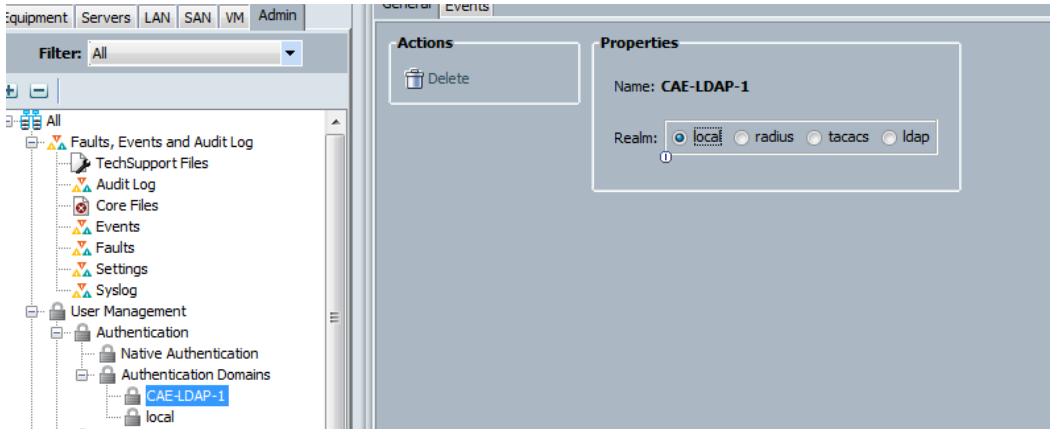 Equipment Servers LAN SAN VM Admin
General Events
Filter: All
Actions
Delete
Properties
Name: CAE-LDAP-1
Realm: local radius tacacs ldap
All
Faults, Events and Audit Log
TechSupport Files
Audit Log
Core Files
Events
Faults
Settings
Syslog
User Management
Authentication
Native Authentication
Authentication Domains
CAE-LDAP-1
local